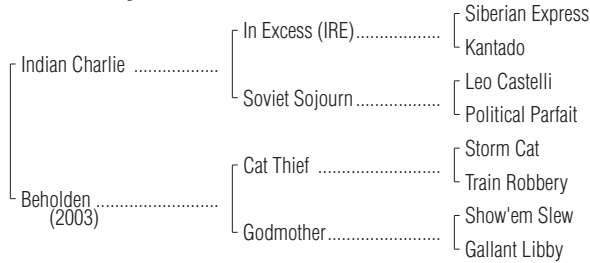 Siberian Express
In Excess (IRE)..................
Kantado
Indian Charlie ..................
Leo Castelli
Soviet Sojourn ..................
Political Parfait
Storm Cat
Cat Thief ........................
Train Robbery
Beholden ..........................
(2003)
Show'em Slew
Godmother........................
Gallant Libby